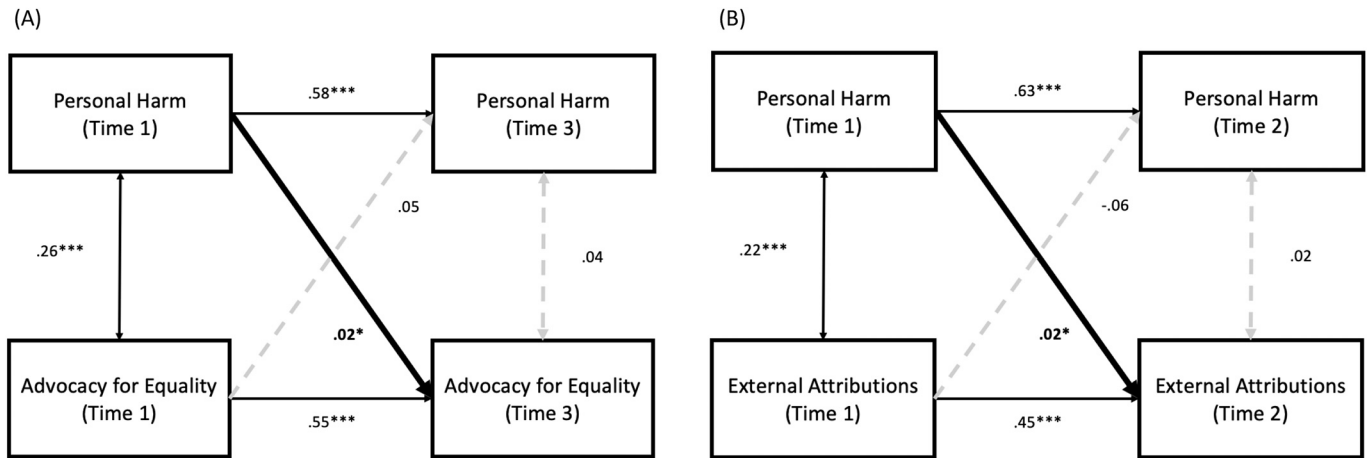 (A)
Personal Harm
(Time 1)
.58***
Personal Harm
(Time 3)
.26***
.05
.04
.02*
Advocacy for Equality
(Time 1)
.55***
Advocacy for Equality
(Time 3)
(B)
Personal Harm
(Time 1)
.63***
Personal Harm
(Time 2)
.22***
-.06
.02
.02*
External Attributions
(Time 1)
.45***
External Attributions
(Time 2)